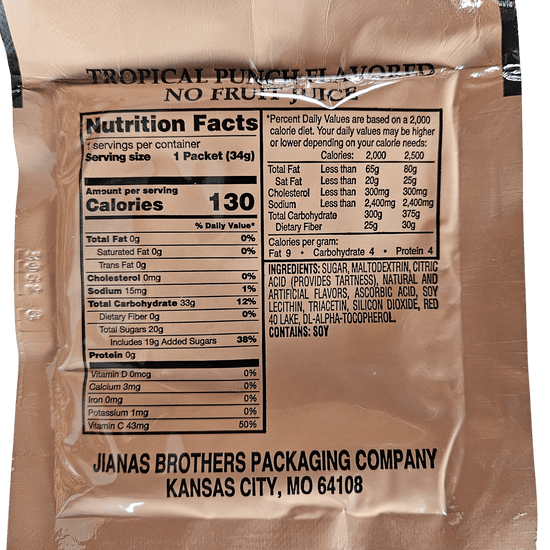 TROPICAL PUNCH FLAVORED
NO FRUIT JUICE
Nutrition Facts
servings per container
Serving size 1 Packet (34g)
Amount per serving
Calories 130
% Daily Value*
Total Fat 0g 0%
Saturated Fat 0g 0%
Trans Fat 0g
Cholesterol 0mg 0%
Sodium 15mg 1%
Total Carbohydrate 33g 12%
Dietary Fiber 0g 0%
Total Sugars 20g
Includes 19g Added Sugars 38%
Protein 0g
Vitamin D 0mcg 0%
Calcium 3mg 0%
Iron 0mg 0%
Potassium 1mg 0%
Vitamin C 43mg 50%
*Percent Daily Values are based on a 2,000
calorie diet. Your daily values may be higher
or lower depending on your calorie needs:
Calories: 2,000 2,500
Total Fat Less than 65g 80g
Sat Fat Less than 20g 25g
Cholesterol Less than 300mg 300mg
Sodium Less than 2,400mg 2,400mg
Total Carbohydrate 300g 375g
Dietary Fiber 25g 30g
Calories per gram:
Fat 9 • Carbohydrate 4 • Protein 4
INGREDIENTS: SUGAR, MALTODEXTRIN, CITRIC
ACID (PROVIDES TARTNESS), NATURAL AND
ARTIFICIAL FLAVORS, ASCORBIC ACID, SOY
LECITHIN, TRIACETIN, SILICON DIOXIDE, RED
40 LAKE, DL-ALPHA-TOCOPHEROL.
CONTAINS: SOY
JIANAS BROTHERS PACKAGING COMPANY
KANSAS CITY, MO 64108